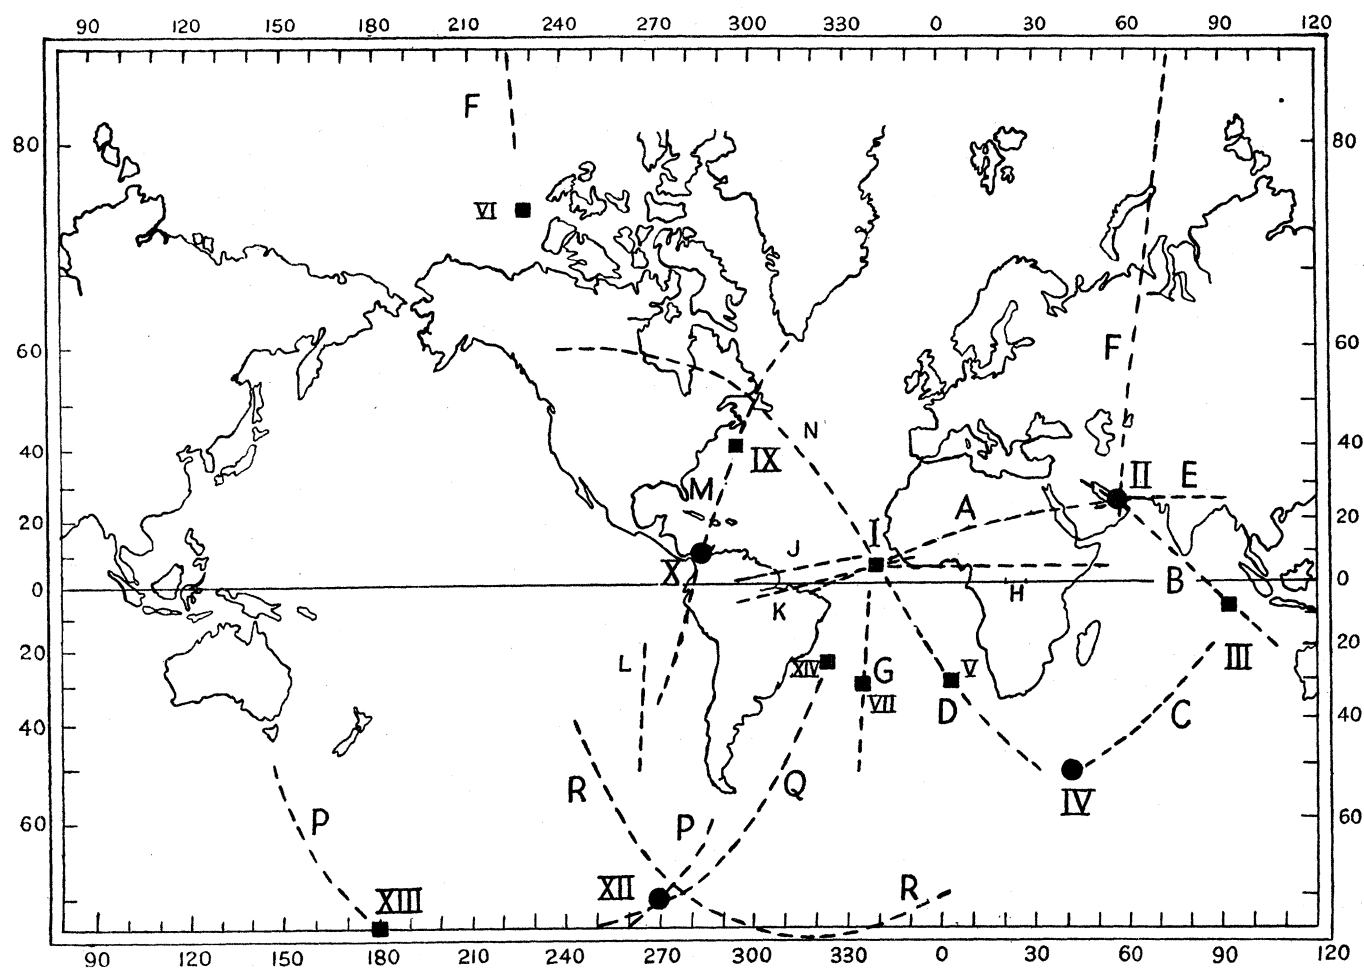 90 120 150 180 210 240 270 300 330 0 30 60 90 120
F
80 80
VI
60 F 60
N
40 IX 40
II E
M A
20 I 20
J
X B
0 H 0
K
20 L XIV G V III 20
VII
40 D C 40
R Q IV
60 P P 60
XII R
XIII
90 120 150 180 210 240 270 300 330 0 30 60 90 120